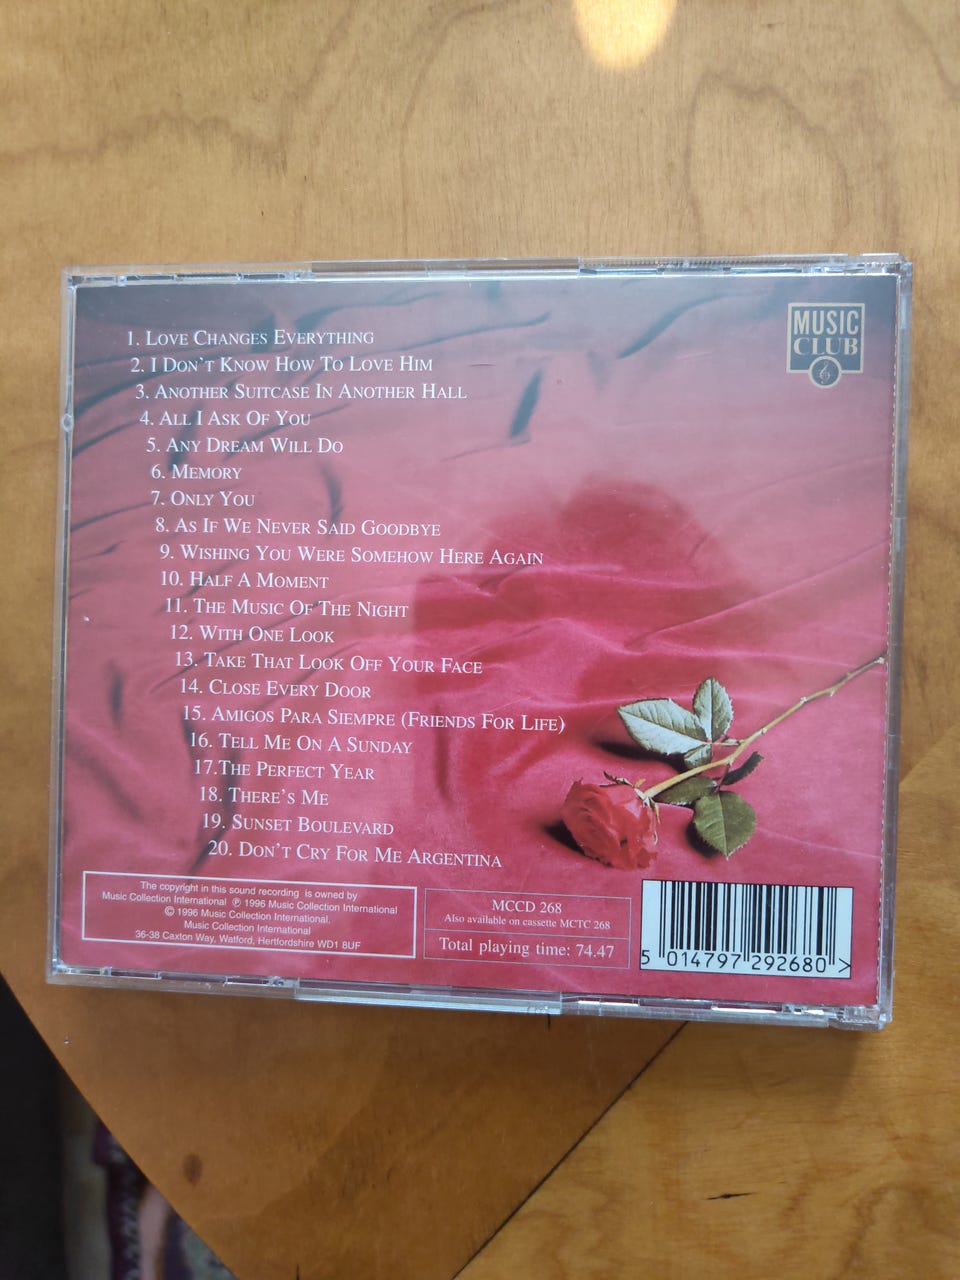 MUSIC
CLUB
1. Love Changes Everything
2. I Don't Know How To Love Him
3. Another Suitcase In Another Hall
4. All I Ask Of You
5. Any Dream Will Do
6. Memory
7. Only You
8. As If We Never Said Goodbye
9. Wishing You Were Somehow Here Again
10. Half A Moment
11. The Music Of The Night
12. With One Look
13. Take That Look Off Your Face
14. Close Every Door
15. Amigos Para Siempre (Friends For Life)
16. Tell Me On A Sunday
17.The Perfect Year
18. There's Me
19. Sunset Boulevard
20. Don't Cry For Me Argentina
The copyright in this sound recording is owned by
Music Collection International ℗ 1996 Music Collection International
© 1996 Music Collection International.
Music Collection International
36-38 Caxton Way, Watford, Hertfordshire WD1 8UF
MCCD 268
Also available on cassette MCTC 268
Total playing time: 74.47
5 014797 292680 >